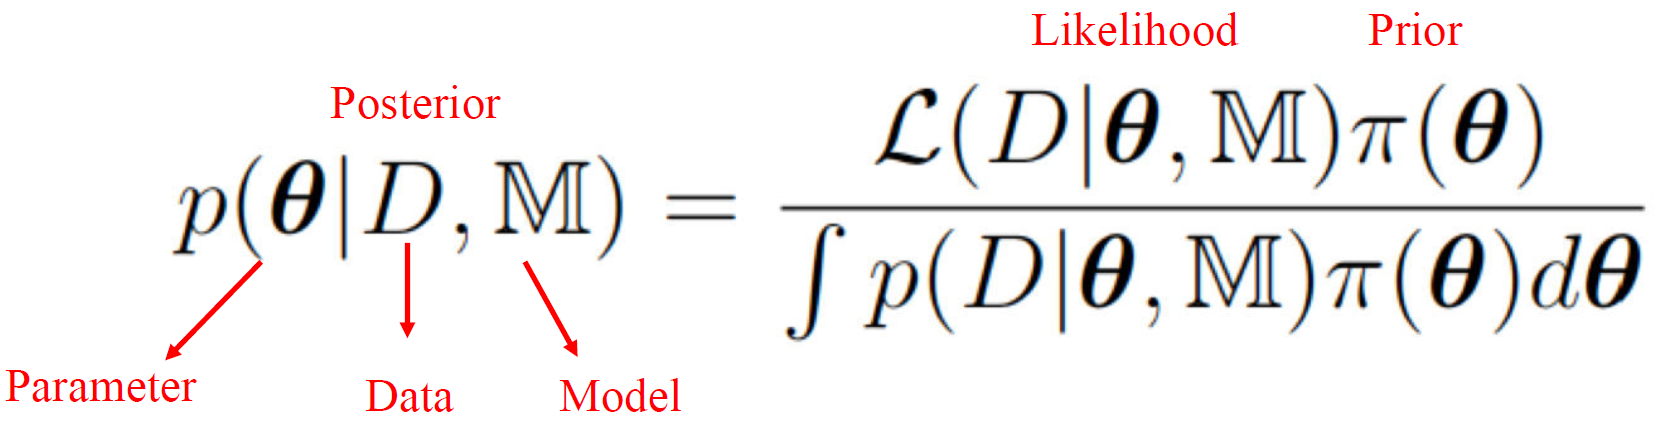 Likelihood Prior
Posterior
p(θ|D, 𝕄) = ℒ(D|θ, 𝕄)π(θ)
∫ p(D|θ, 𝕄)π(θ)dθ
Parameter Data Model